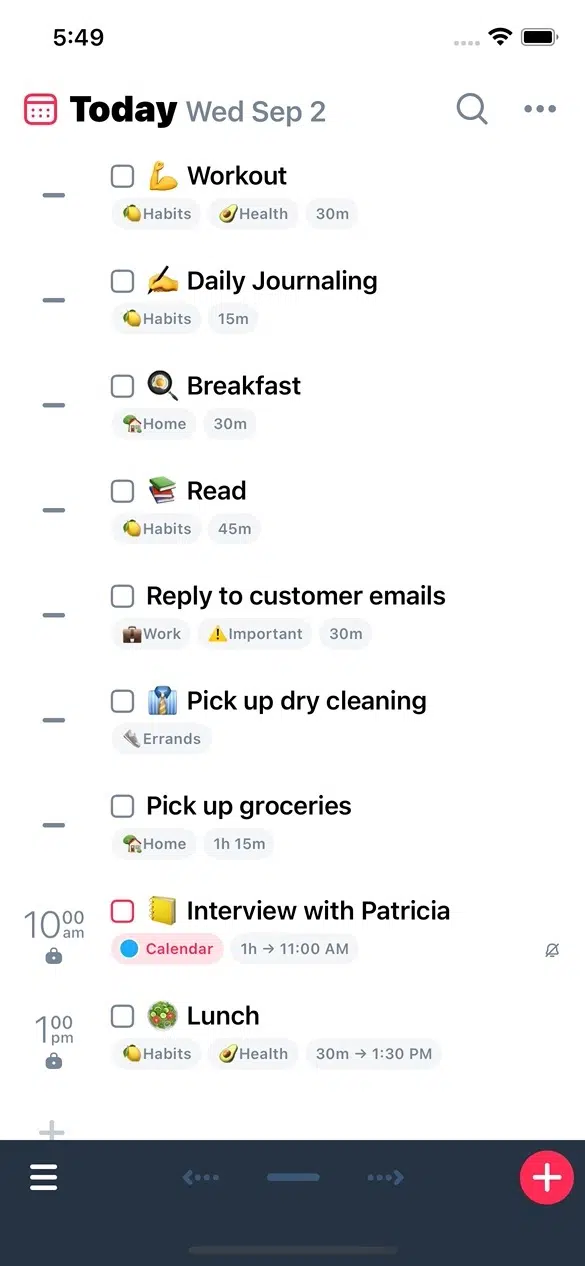 5:49
Today Wed Sep 2
Workout
Habits Health 30m
Daily Journaling
Habits 15m
Breakfast
Home 30m
Read
Habits 45m
Reply to customer emails
Work Important 30m
Pick up dry cleaning
Errands
Pick up groceries
Home 1h 15m
10 00 am Interview with Patricia
Calendar 1h → 11:00 AM
1 00 pm Lunch
Habits Health 30m → 1:30 PM